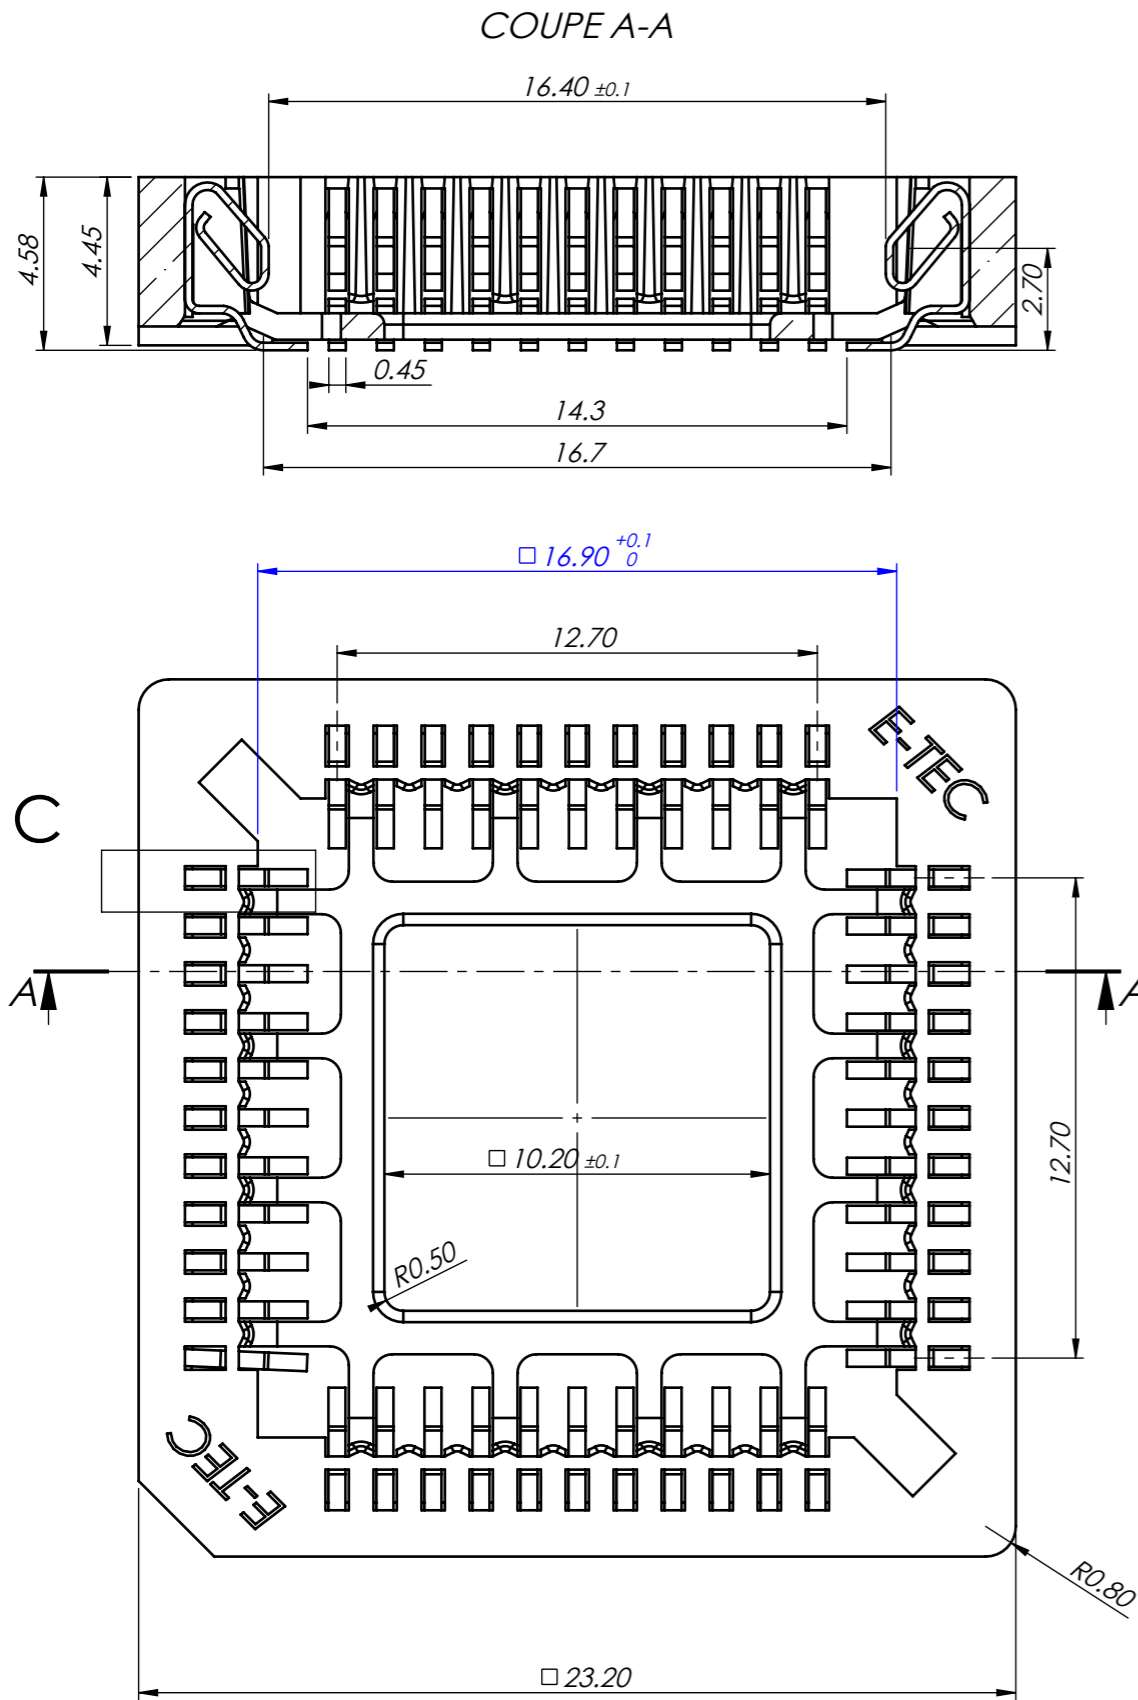 COUPE A-A
16.40 ±0.1
4.58
4.45
2.70
0.45
14.3
16.7
□ 16.90 +0.1 0
12.70
E-TEC
C
A
A
12.70
□ 10.20 ±0.1
R0.50
E-TEC
R0.80
□ 23.20